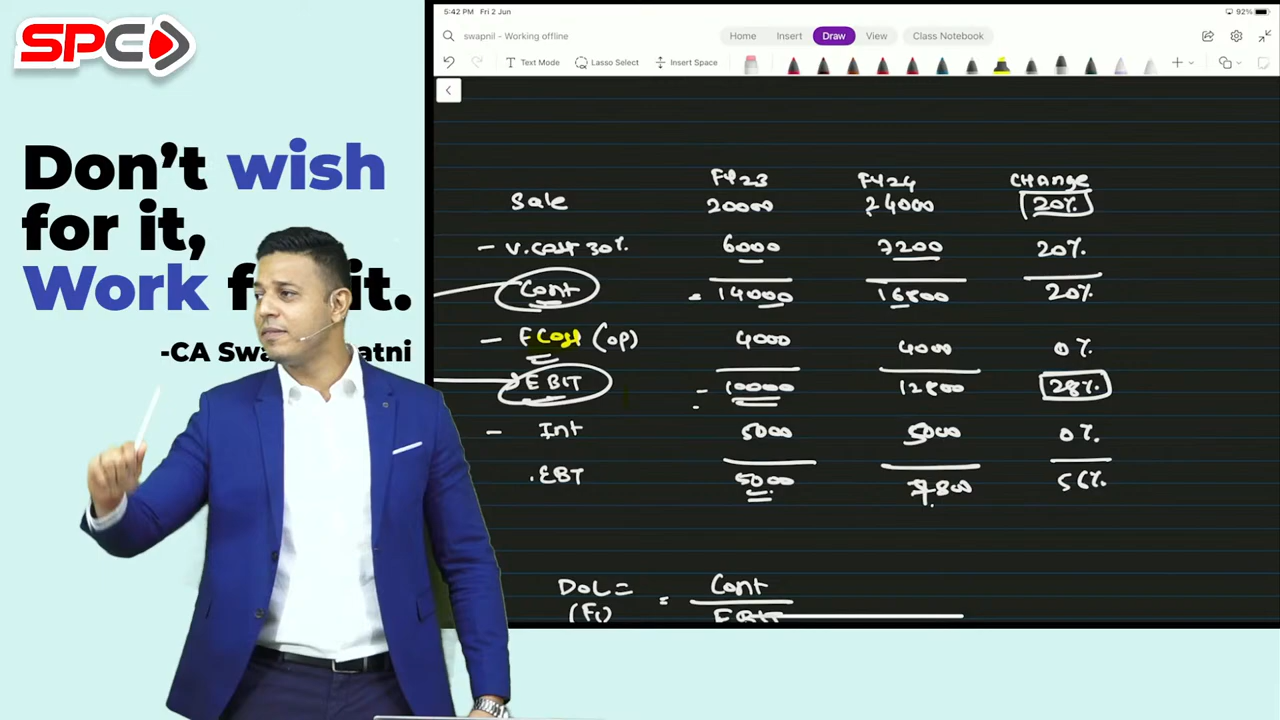 SPC
Don't wish
for it,
Work f it.
-CA Swa atni
5:42 PM Fri 2 Jun
92%
swapnil - Working offline
Home Insert Draw View Class Notebook
Text Mode Lasso Select Insert Space
FY23 FY24 CHANGE
Sale 20000 24000 20%
- V.cost 30% 6000 7200 20%
Cont = 14000 16800 20%
- F Cost (op) 4000 4000 0%
EBIT = 10000 12800 28%
- Int 5000 5000 0%
EBT 5000 7800 56%
DOL = = Cont
EBIT